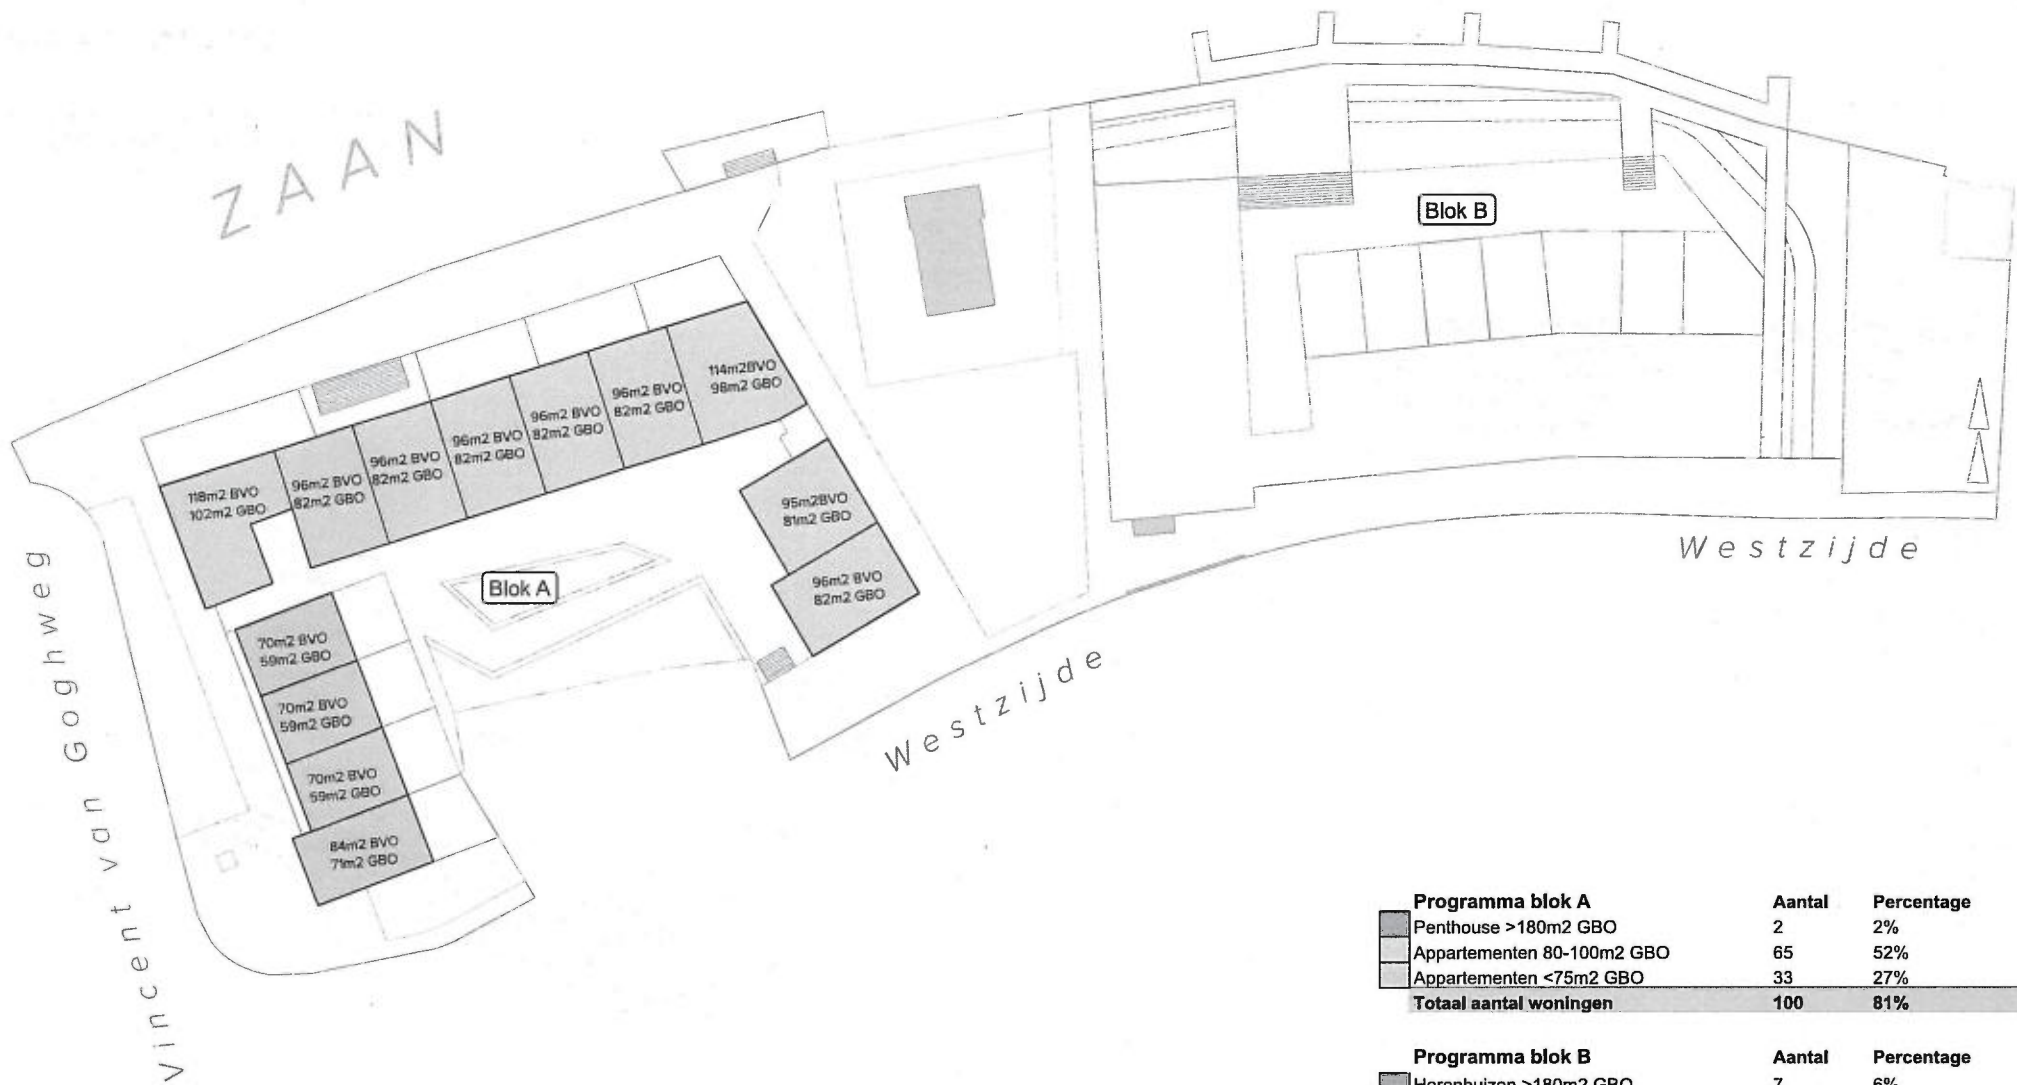 ZAAN
Blok B
114m2BVO
98m2 GBO
96m2 BVO
82m2 GBO
96m2 BVO
82m2 GBO
96m2 BVO
82m2 GBO
96m2 BVO
82m2 GBO
96m2 BVO
82m2 GBO
118m2 BVO
102m2 GBO
95m2BVO
81m2 GBO
96m2 BVO
82m2 GBO
Blok A
70m2 BVO
59m2 GBO
70m2 BVO
59m2 GBO
70m2 BVO
59m2 GBO
84m2 BVO
71m2 GBO
Westzijde
Westzijde
Vincent van Goghweg
Programma blok A Aantal Percentage
Penthouse >180m2 GBO 2 2%
Appartementen 80-100m2 GBO 65 52%
Appartementen <75m2 GBO 33 27%
Totaal aantal woningen 100 81%
Programma blok B Aantal Percentage
Herenhuizen >180m2 GBO 7 6%